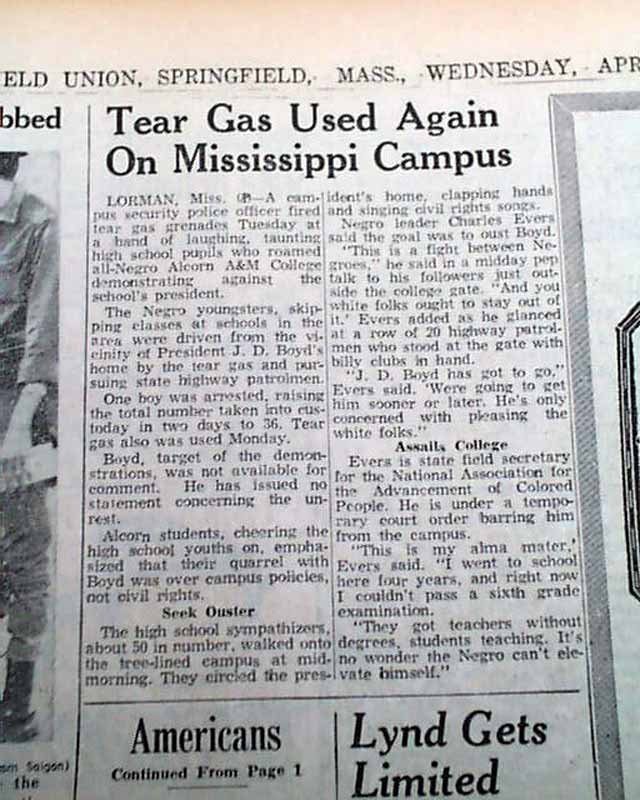 ELD UNION, SPRINGFIELD, MASS., WEDNESDAY, APR
bbed
Tear Gas Used Again
On Mississippi Campus
LORMAN, Miss. (AP)—A cam-
pus security police officer fired
tear gas grenades Tuesday at
a band of laughing, taunting
high school pupils who roamed
all-Negro Alcorn A&M College
demonstrating against the
school's president.
The Negro youngsters, skip-
ping classes at schools in the
area were driven from the vi-
cinity of President J. D. Boyd's
home by the tear gas and pur-
suing state highway patrolmen.
One boy was arrested, raising
the total number taken into cus-
today in two days to 36. Tear
gas also was used Monday.
Boyd, target of the demon-
strations, was not available for
comment. He has issued no
statement concerning the un-
rest.
Alcorn students, cheering the
high school youths on, empha-
sized that their quarrel with
Boyd was over campus policies,
not civil rights.
Seek Ouster
The high school sympathizers,
about 50 in number, walked onto
the tree-lined campus at mid-
morning. They circled the pres-
ident's home, clapping hands
and singing civil rights songs.
Negro leader Charles Evers
said the goal was to oust Boyd.
"This is a fight between Ne-
groes," he said in a midday pep
talk to his followers just out-
side the college gate. "And you
white folks ought to stay out of
it.' Evers added as he glanced
at a row of 20 highway patrol-
men who stood at the gate with
billy clubs in hand.
"J. D. Boyd has got to go,"
Evers said. 'Were going to get
him sooner or later. He's only
concerned with pleasing the
white folks."
Assails College
Evers is state field secretary
for the National Association for
the Advancement of Colored
People. He is under a tempo-
rary court order barring him
from the campus.
"This is my alma mater,'
Evers said. "I went to school
here four years, and right now
I couldn't pass a sixth grade
examination.
"They got teachers without
degrees, students teaching. It's
no wonder the Negro can't ele-
vate himself."
om Saigon)
the
Americans
Continued From Page 1
Lynd Gets
Limited